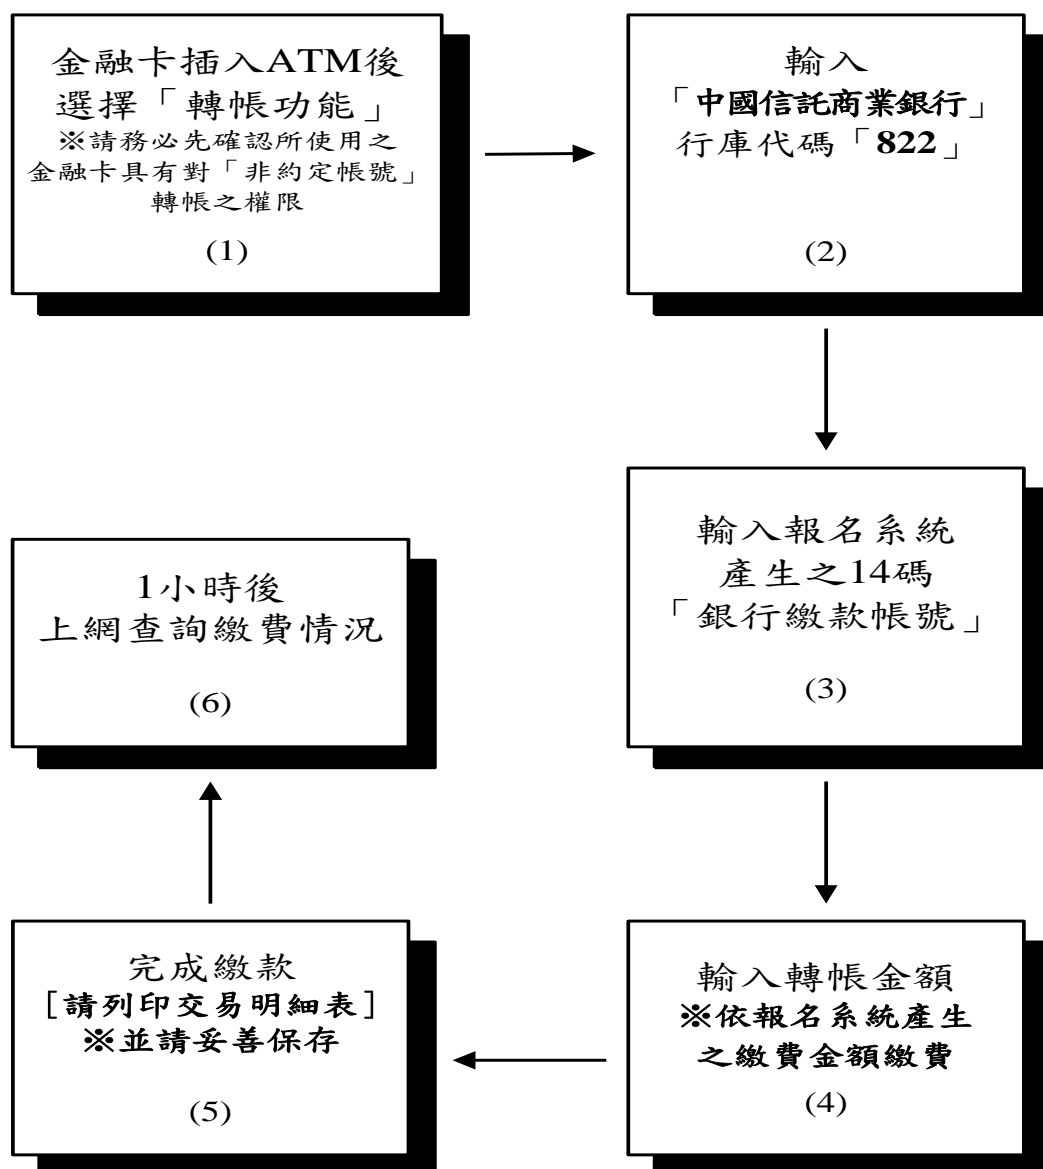 金融卡插入ATM後
選擇「轉帳功能」
※請務必先確認所使用之
金融卡具有對「非約定帳號」
轉帳之權限
(1)
輸入
「中國信託商業銀行」
行庫代碼「822」
(2)
輸入報名系統
產生之14碼
「銀行繳款帳號」
(3)
輸入轉帳金額
※依報名系統產生
之繳費金額繳費
(4)
完成繳款
[請列印交易明細表]
※並請妥善保存
(5)
1小時後
上網查詢繳費情況
(6)